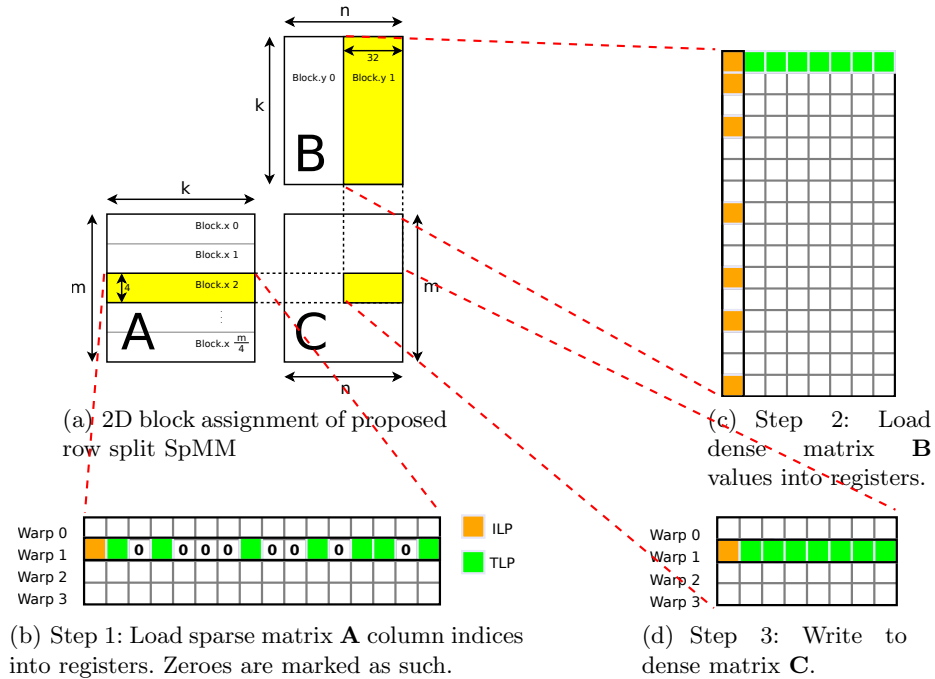 n
32
Block.y 0
Block.y 1
k
B
k
Block.x 0
Block.x 1
m
4
Block.x 2
m
⋮
A
C
Block.x m/4
n
(a) 2D block assignment of proposed
row split SpMM
(c) Step 2: Load
dense matrix B
values into registers.
Warp 0
Warp 1
0 0 0 0 0 0 0 0
Warp 2
Warp 3
ILP
TLP
Warp 0
Warp 1
Warp 2
Warp 3
(b) Step 1: Load sparse matrix A column indices
into registers. Zeroes are marked as such.
(d) Step 3: Write to
dense matrix C.